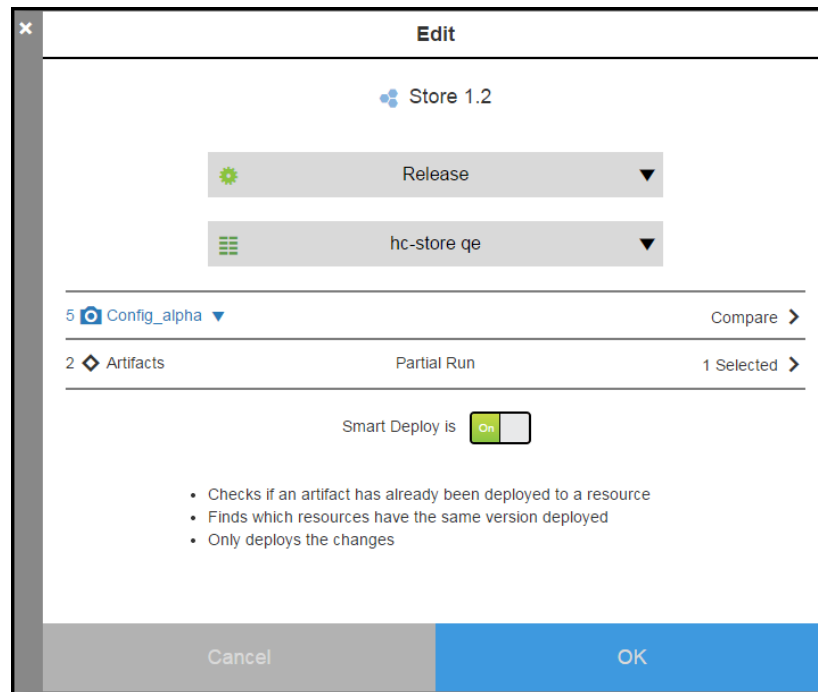 Edit
Store 1.2
Release
hc-store qe
5 Config_alpha Compare
2 Artifacts Partial Run 1 Selected
Smart Deploy is On
• Checks if an artifact has already been deployed to a resource
• Finds which resources have the same version deployed
• Only deploys the changes
Cancel OK